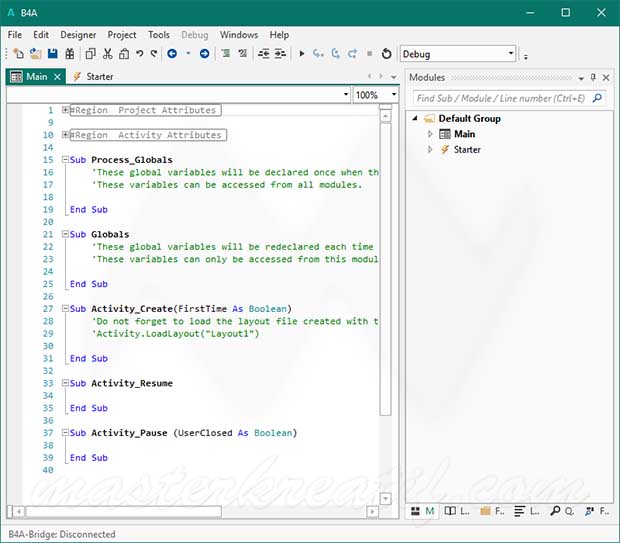 B4A
File Edit Designer Project Tools Debug Windows Help
Debug
Main Starter
100%
1 #Region Project Attributes
9
10 #Region Activity Attributes
14
15 Sub Process_Globals
16 'These global variables will be declared once when th
17 'These variables can be accessed from all modules.
18
19 End Sub
20
21 Sub Globals
22 'These global variables will be redeclared each time
23 'These variables can only be accessed from this modul
24
25 End Sub
26
27 Sub Activity_Create(FirstTime As Boolean)
28 'Do not forget to load the layout file created with t
29 'Activity.LoadLayout("Layout1")
30
31 End Sub
32
33 Sub Activity_Resume
34
35 End Sub
36
37 Sub Activity_Pause (UserClosed As Boolean)
38
39 End Sub
40
Modules
Find Sub / Module / Line number (Ctrl+E)
Default Group
Main
Starter
masterkreatif.com
M L.. F.. L.. Q. F..
B4A-Bridge: Disconnected